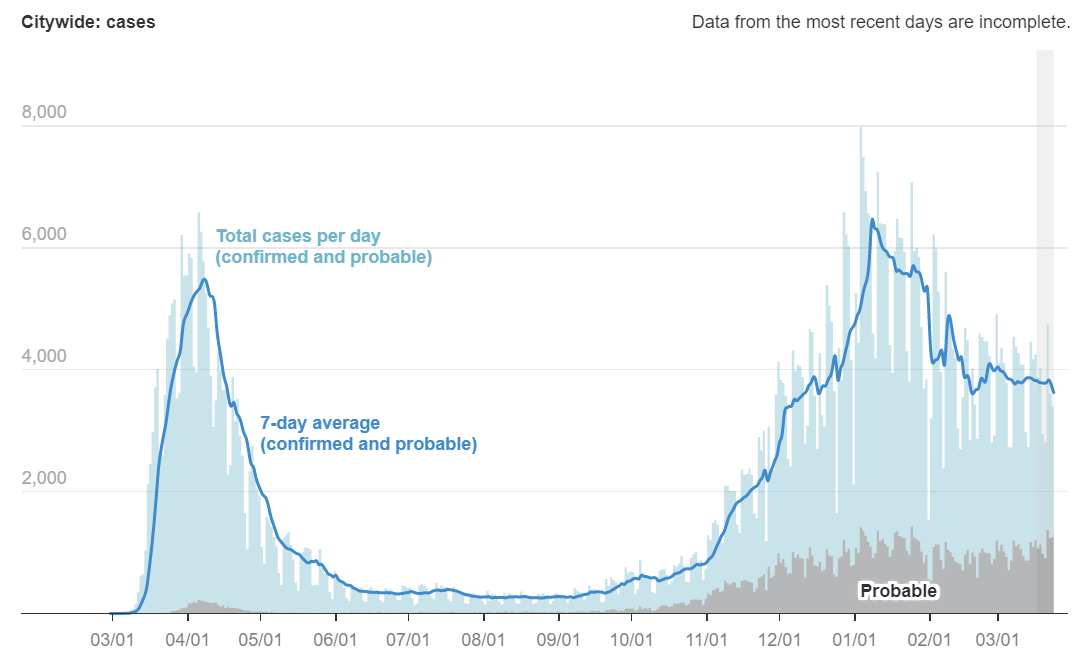 Citywide: cases
Data from the most recent days are incomplete.
8,000
6,000
Total cases per day
(confirmed and probable)
4,000
7-day average
(confirmed and probable)
2,000
Probable
03/01 04/01 05/01 06/01 07/01 08/01 09/01 10/01 11/01 12/01 01/01 02/01 03/01